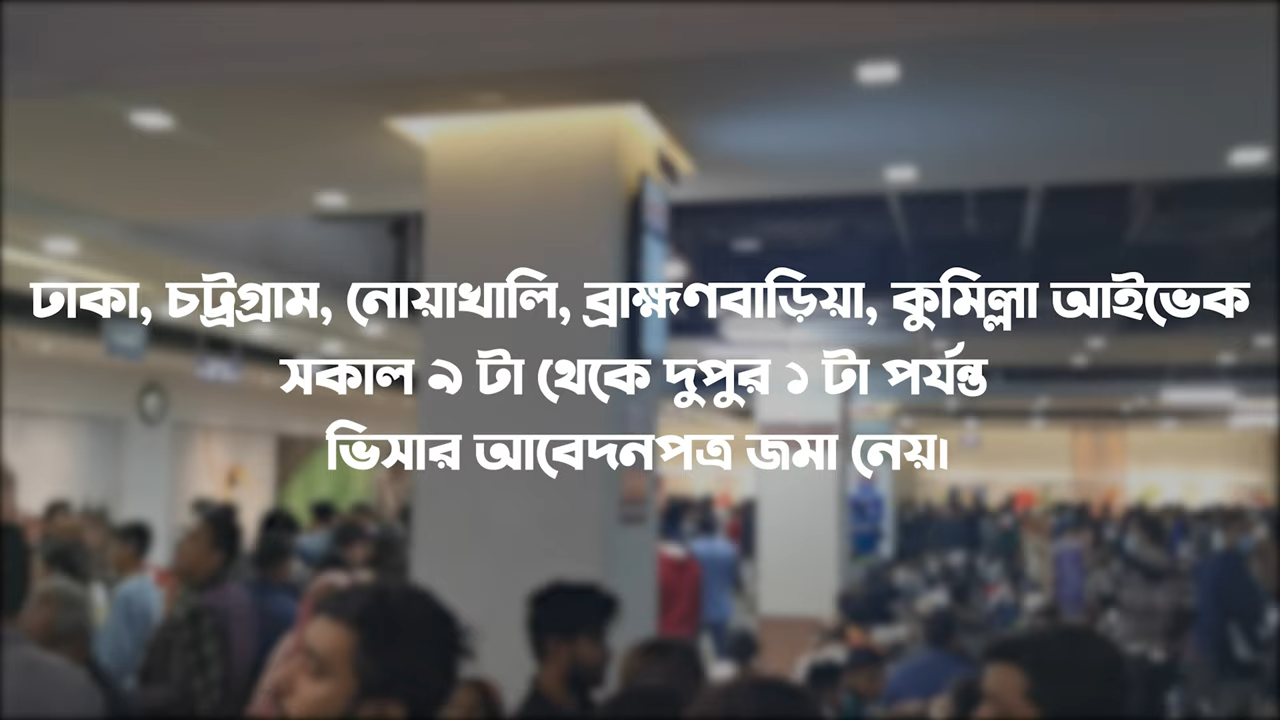 ঢাকা, চট্রগ্রাম, নোয়াখালি, ব্রাহ্মণবাড়িয়া, কুমিল্লা আইভেক
সকাল ৯ টা থেকে দুপুর ১ টা পর্যন্ত
ভিসার আবেদনপত্র জমা নেয়।